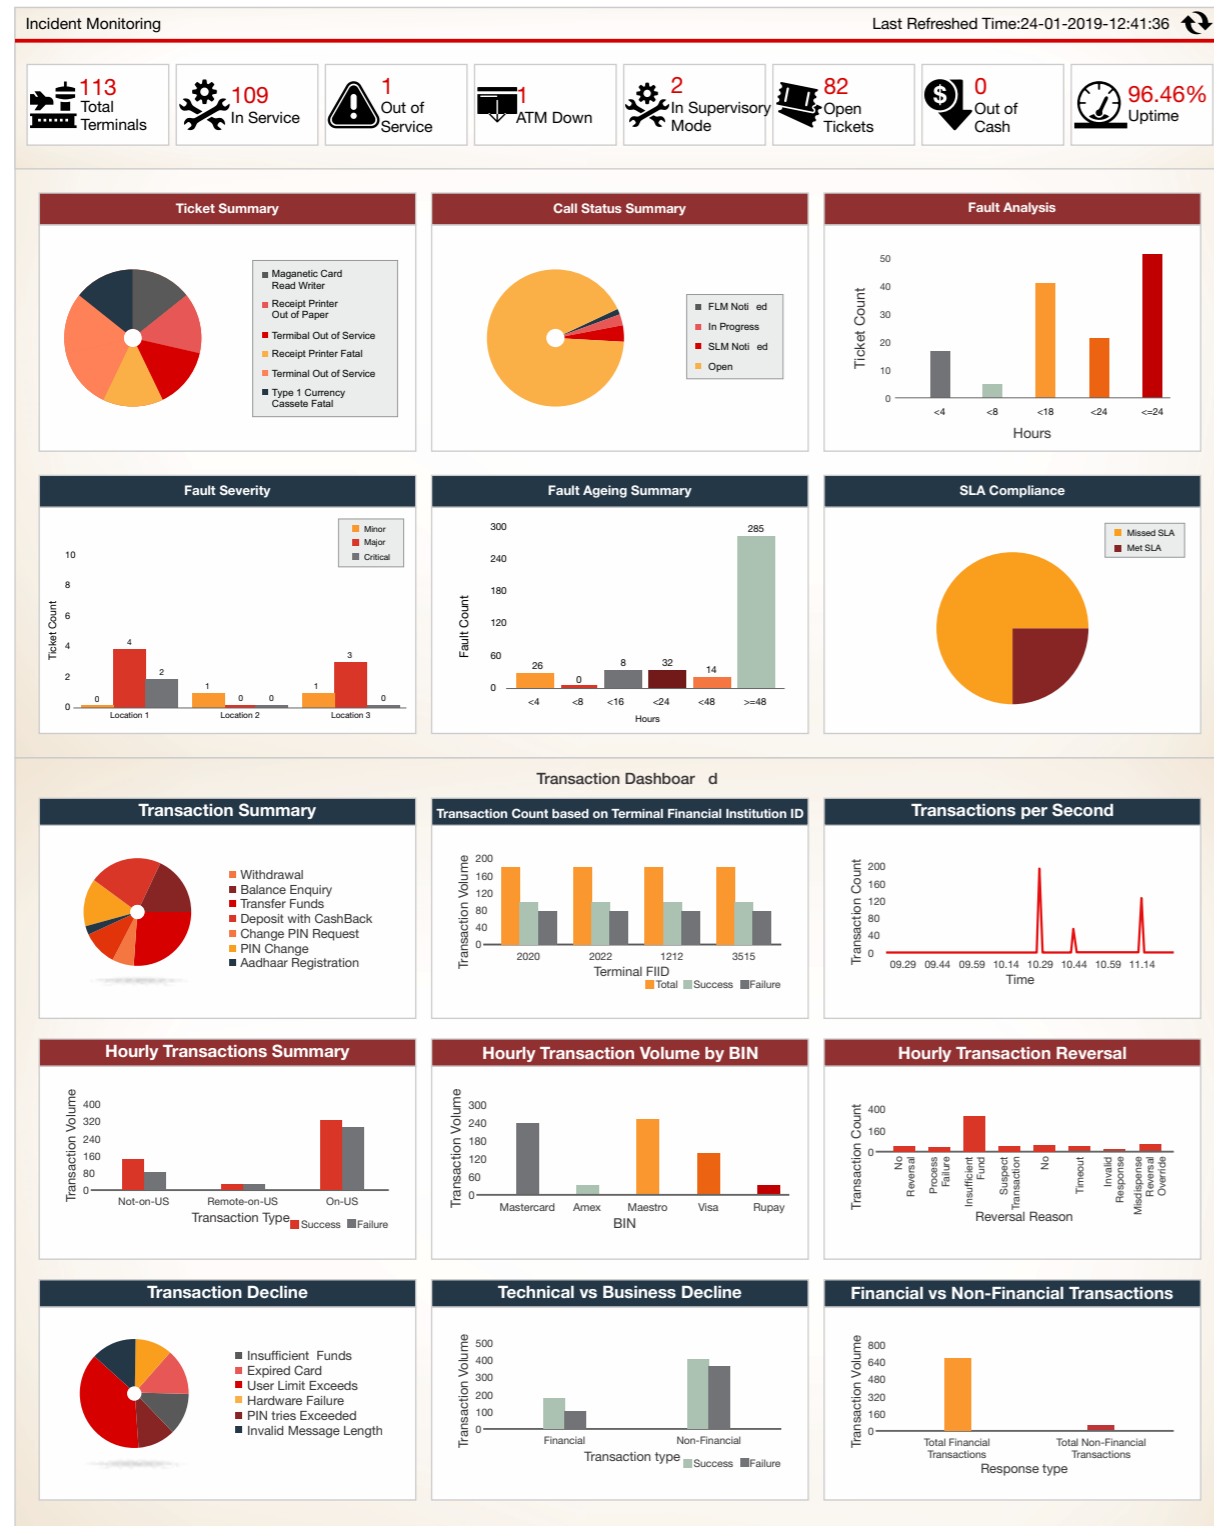 Incident Monitoring
Last Refreshed Time:24-01-2019-12:41:36
113
Total
Terminals
109
In Service
1
Out of
Service
1
ATM Down
2
In Supervisory
Mode
82
Open
Tickets
0
Out of
Cash
96.46%
Uptime
Ticket Summary
Maganetic Card
Read Writer
Receipt Printer
Out of Paper
Termibal Out of Service
Receipt Printer Fatal
Terminal Out of Service
Type 1 Currency
Cassete Fatal
Call Status Summary
FLM Noti ed
In Progress
SLM Noti ed
Open
Fault Analysis
Ticket Count
50
40
30
20
10
0
<4 <8 <18 <24 <=24
Hours
Fault Severity
Minor
Major
Critical
Ticket Count
10
8
6
4
2
0
0 4 2 1 0 0 1 3 0
Location 1 Location 2 Location 3
Fault Ageing Summary
Fault Count
300
240
180
120
60
0
26 0 8 32 14 285
<4 <8 <16 <24 <48 >=48
Hours
SLA Compliance
Missed SLA
Met SLA
Transaction Dashboar d
Transaction Summary
Withdrawal
Balance Enquiry
Transfer Funds
Deposit with CashBack
Change PIN Request
PIN Change
Aadhaar Registration
Transaction Count based on Terminal Financial Institution ID
Transaction Volume
200
160
120
80
40
0
2020 2022 1212 3515
Terminal FIID
Total Success Failure
Transactions per Second
Transaction Count
200
160
120
80
40
0
09.29 09.44 09.59 10.14 10.29 10.44 10.59 11.14
Time
Hourly Transactions Summary
Transaction Volume
400
320
240
160
80
0
Not-on-US Remote-on-US On-US
Transaction Type
Success Failure
Hourly Transaction Volume by BIN
Transaction Volume
300
240
180
120
60
0
Mastercard Amex Maestro Visa Rupay
BIN
Hourly Transaction Reversal
Transaction Count
400
160
0
No
Reversal
Process
Failure
Insufficient
Fund
Suspect
Transaction
No
Timeout
Invalid
Response
Misdispense
Reversal
Override
Reversal Reason
Transaction Decline
Insufficient Funds
Expired Card
User Limit Exceeds
Hardware Failure
PIN tries Exceeded
Invalid Message Length
Technical vs Business Decline
Transaction Volume
500
400
300
200
100
0
Financial Non-Financial
Transaction type
Success Failure
Financial vs Non-Financial Transactions
Transaction Volume
800
640
480
320
160
0
Total Financial
Transactions
Total Non-Financial
Transactions
Response type